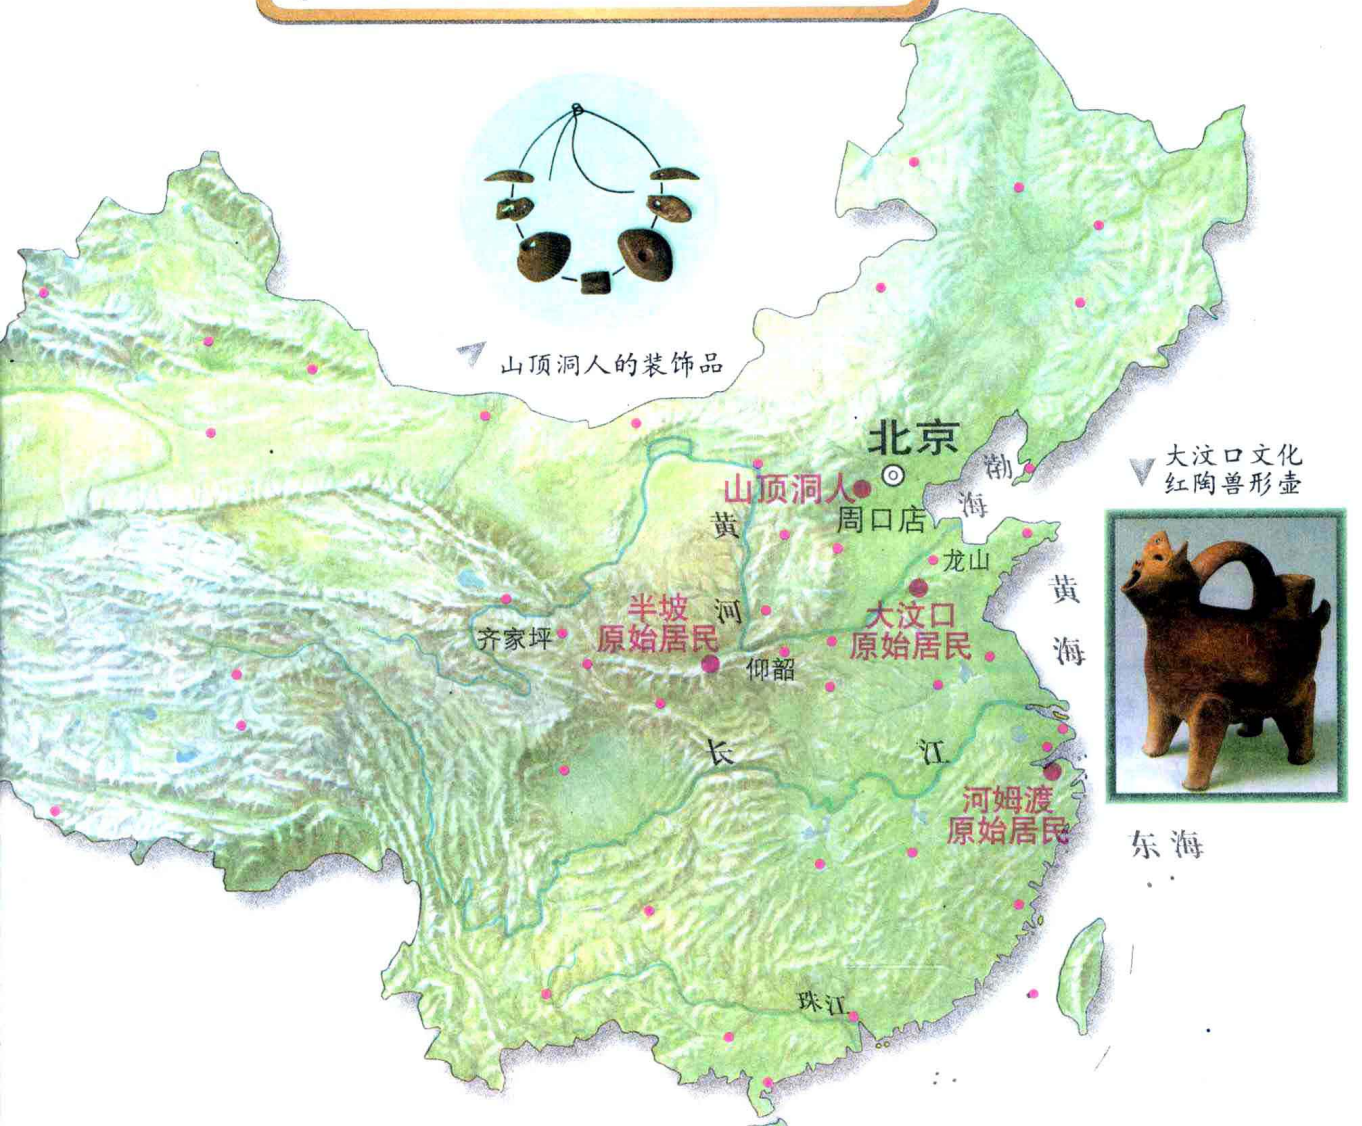 山顶洞人的装饰品
北京
渤
海
大汶口文化
红陶兽形壶
山顶洞人
周口店
黄
河
龙山
黄
海
半坡
原始居民
大汶口
原始居民
齐家坪
仰韶
长
江
河姆渡
原始居民
东海
珠江